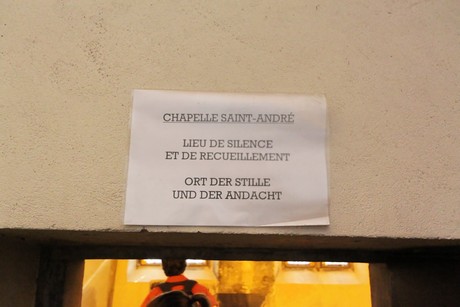 CHAPELLE SAINT-ANDRÉ
LIEU DE SILENCE
ET DE RECUEILLEMENT
ORT DER STILLE
UND DER ANDACHT